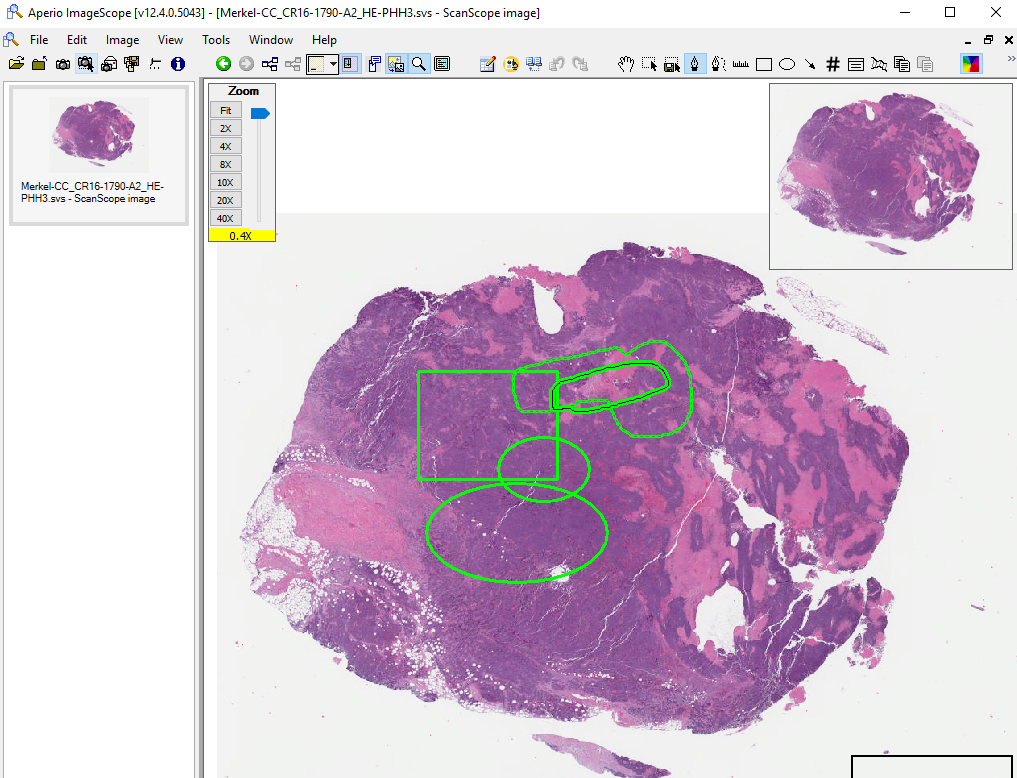 Aperio ImageScope [v12.4.0.5043] - [Merkel-CC_CR16-1790-A2_HE-PHH3.svs - ScanScope image]
File Edit Image View Tools Window Help
Zoom
Fit
2X
4X
8X
10X
20X
40X
0.4X
Merkel-CC_CR16-1790-A2_HE-
PHH3.svs - ScanScope image